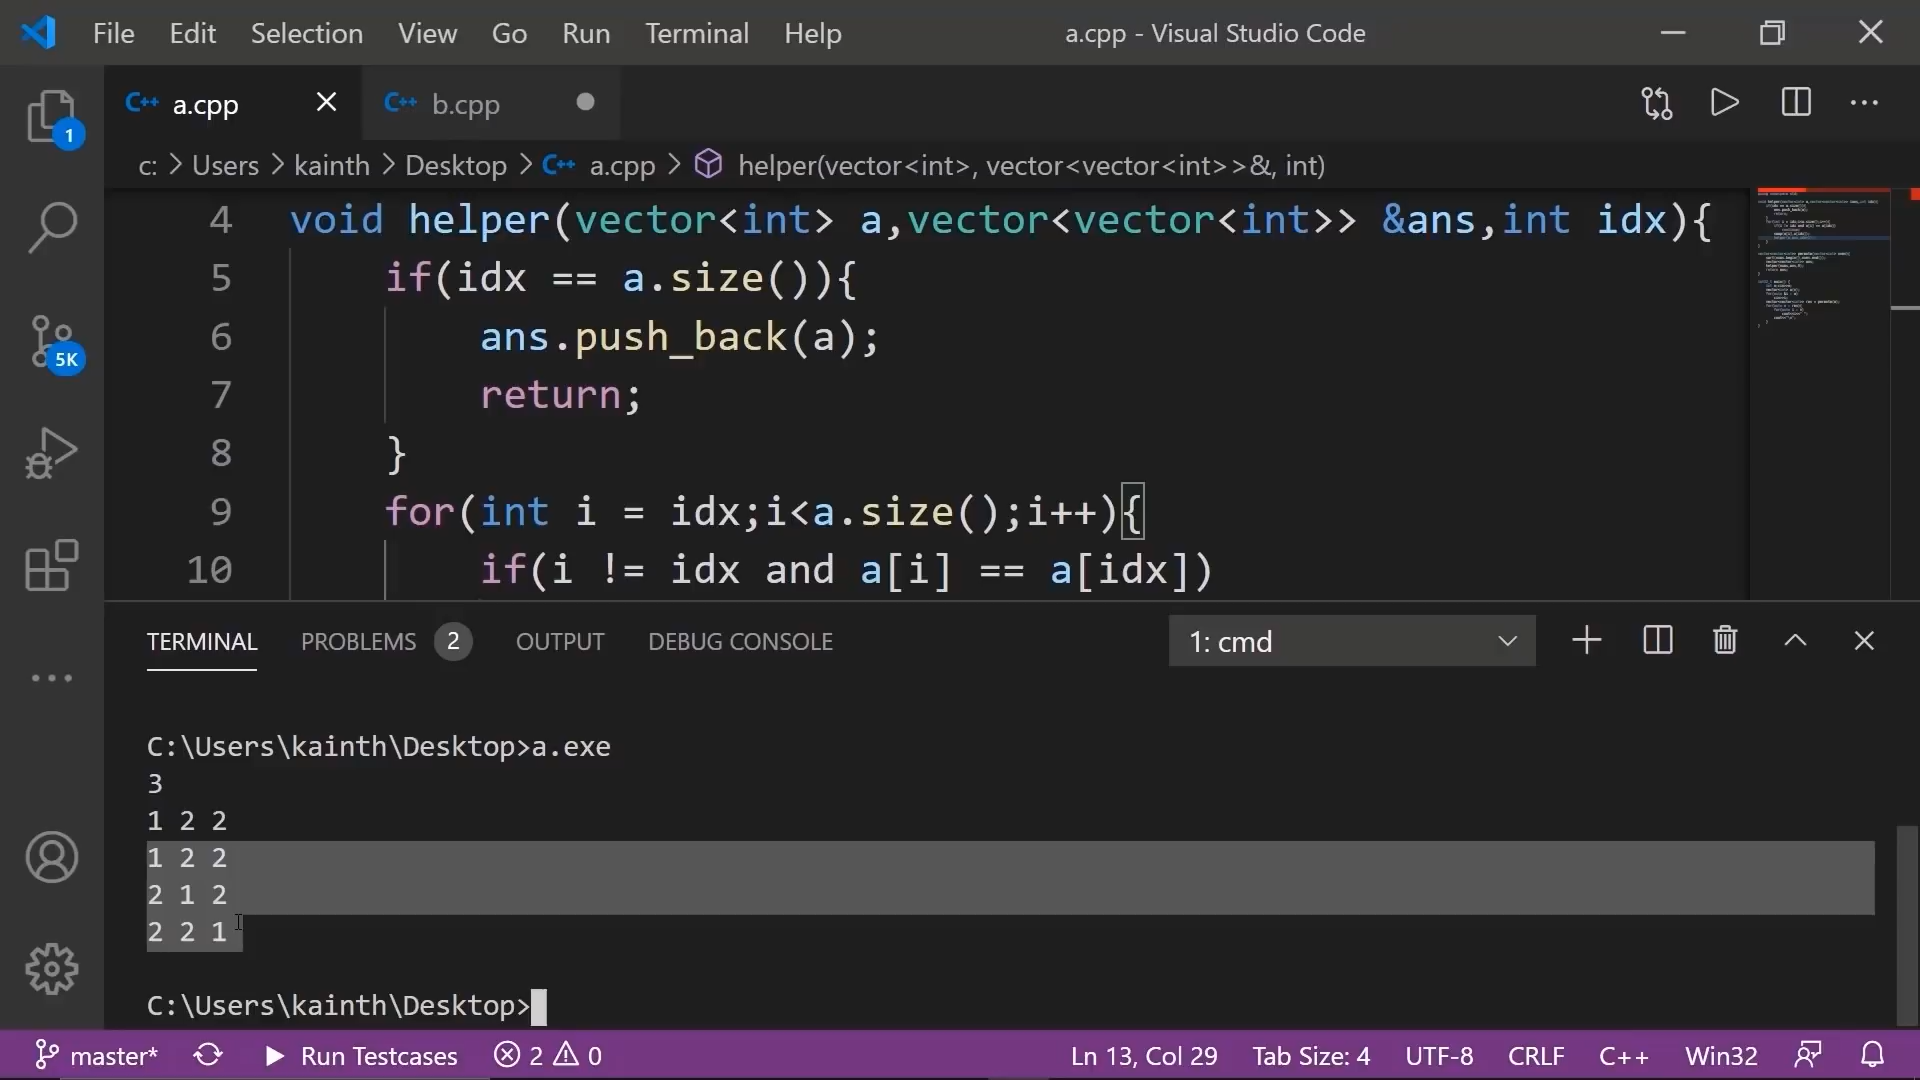 File Edit Selection View Go Run Terminal Help a.cpp - Visual Studio Code
a.cpp b.cpp
c: > Users > kainth > Desktop > C++ a.cpp > helper(vector<int>, vector<vector<int>>&, int)
4 void helper(vector<int> a,vector<vector<int>> &ans,int idx){
5 if(idx == a.size()){
6 ans.push_back(a);
7 return;
8 }
9 for(int i = idx;i<a.size();i++){
10 if(i != idx and a[i] == a[idx])
1
5K
TERMINAL PROBLEMS 2 OUTPUT DEBUG CONSOLE 1: cmd
C:\Users\kainth\Desktop>a.exe
3
1 2 2
1 2 2
2 1 2
2 2 1
C:\Users\kainth\Desktop>
master* Run Testcases 2 0 Ln 13, Col 29 Tab Size: 4 UTF-8 CRLF C++ Win32